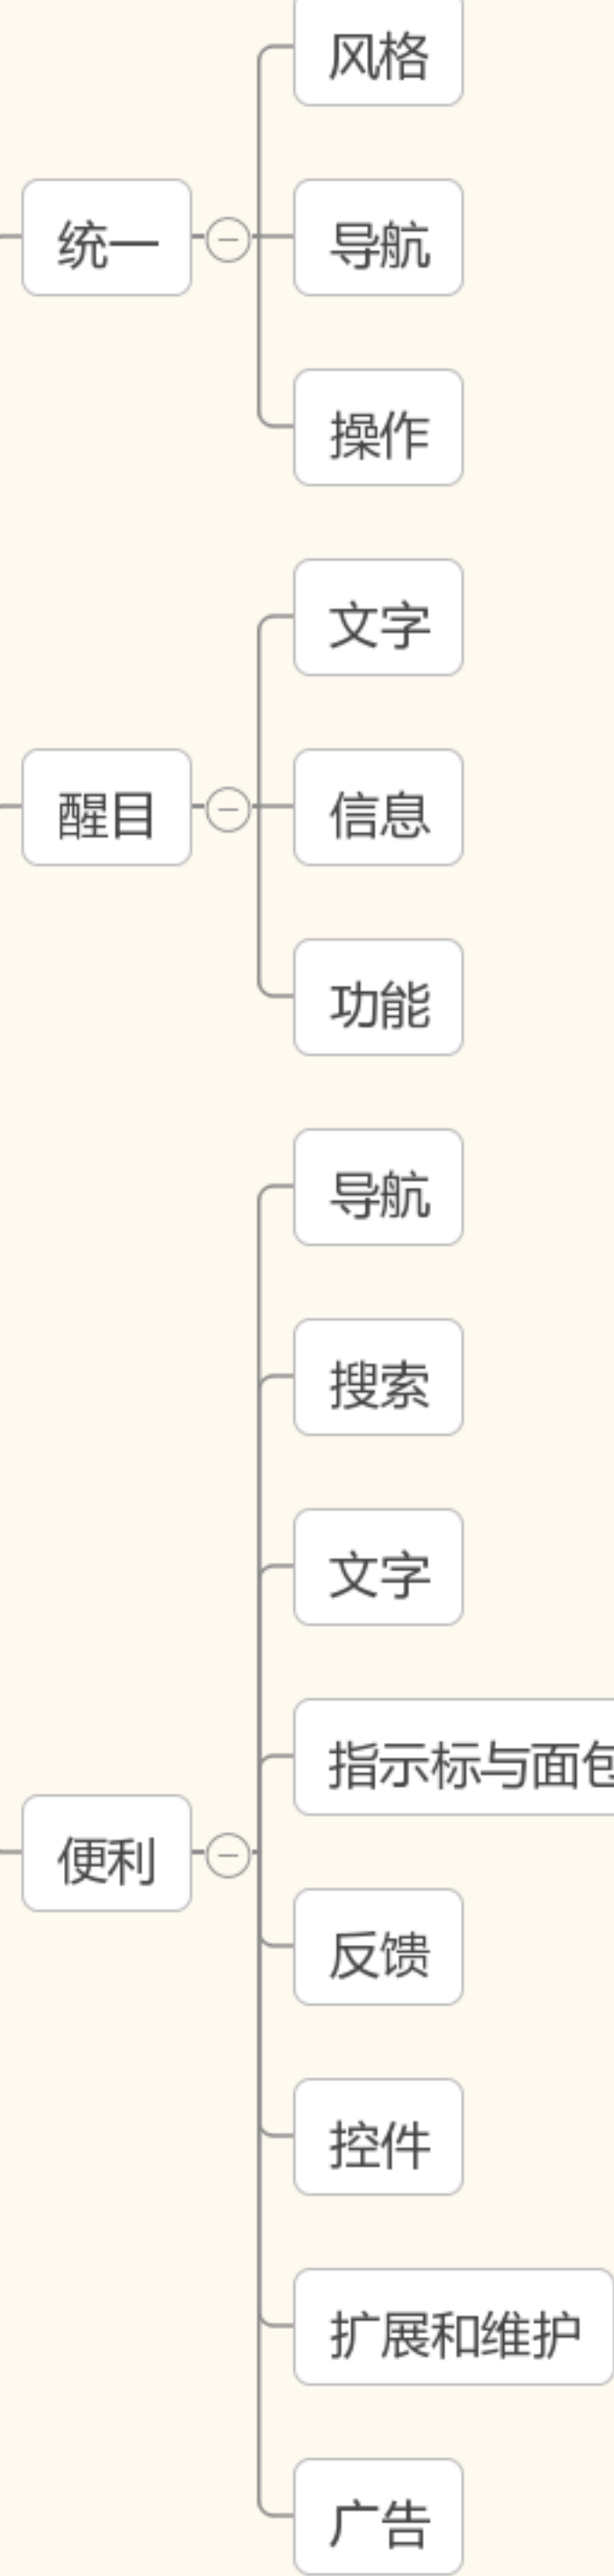 风格
统一
导航
操作
文字
醒目
信息
功能
导航
搜索
文字
指示标与面包
便利
反馈
控件
扩展和维护
广告